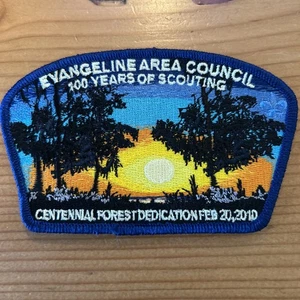 EVANGELINE AREA COUNCIL
100 YEARS OF SCOUTING
CENTENNIAL FOREST DEDICATION FEB 20, 2010